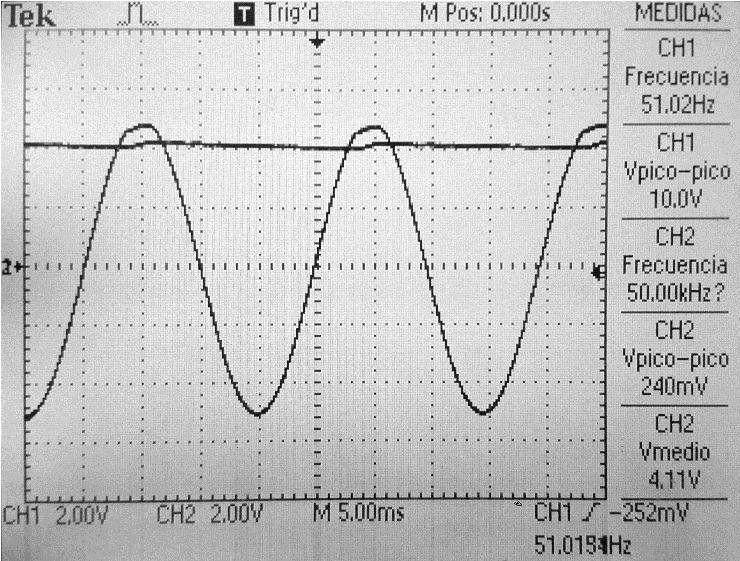 Tek T Trig'd M Pos: 0.000s MEDIDAS
CH1
Frecuencia
51.02Hz
CH1
Vpico-pico
10.0V
CH2
Frecuencia
50.00kHz?
CH2
Vpico-pico
240mV
CH2
Vmedio
4.11V
2
CH1 2.00V CH2 2.00V M 5.00ms CH1 -252mV